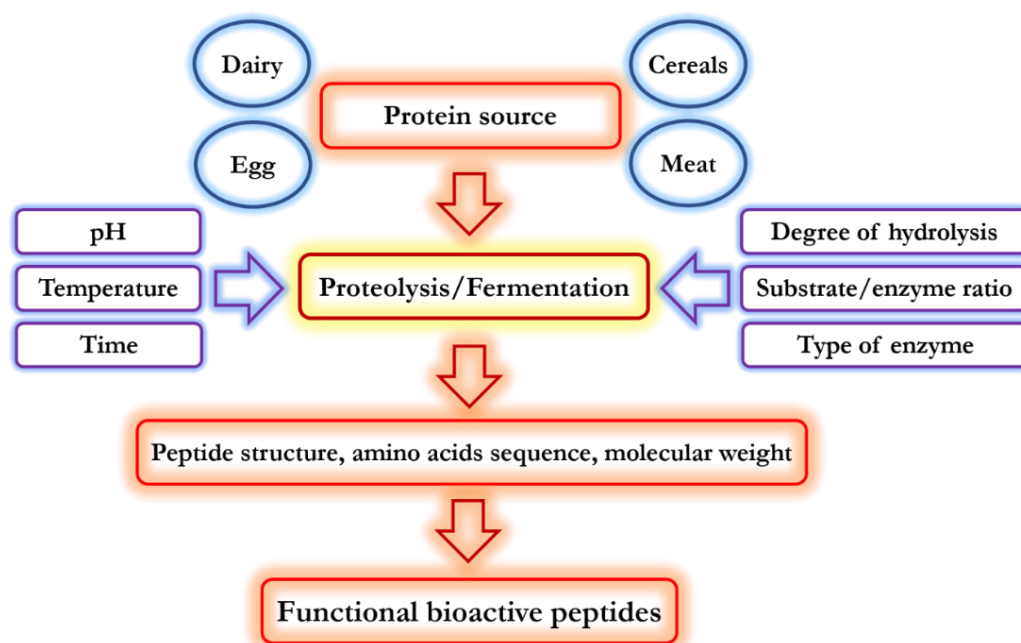 Dairy
Cereals
Protein source
Egg
Meat
pH
Degree of hydrolysis
Temperature
Proteolysis/Fermentation
Substrate/enzyme ratio
Time
Type of enzyme
Peptide structure, amino acids sequence, molecular weight
Functional bioactive peptides